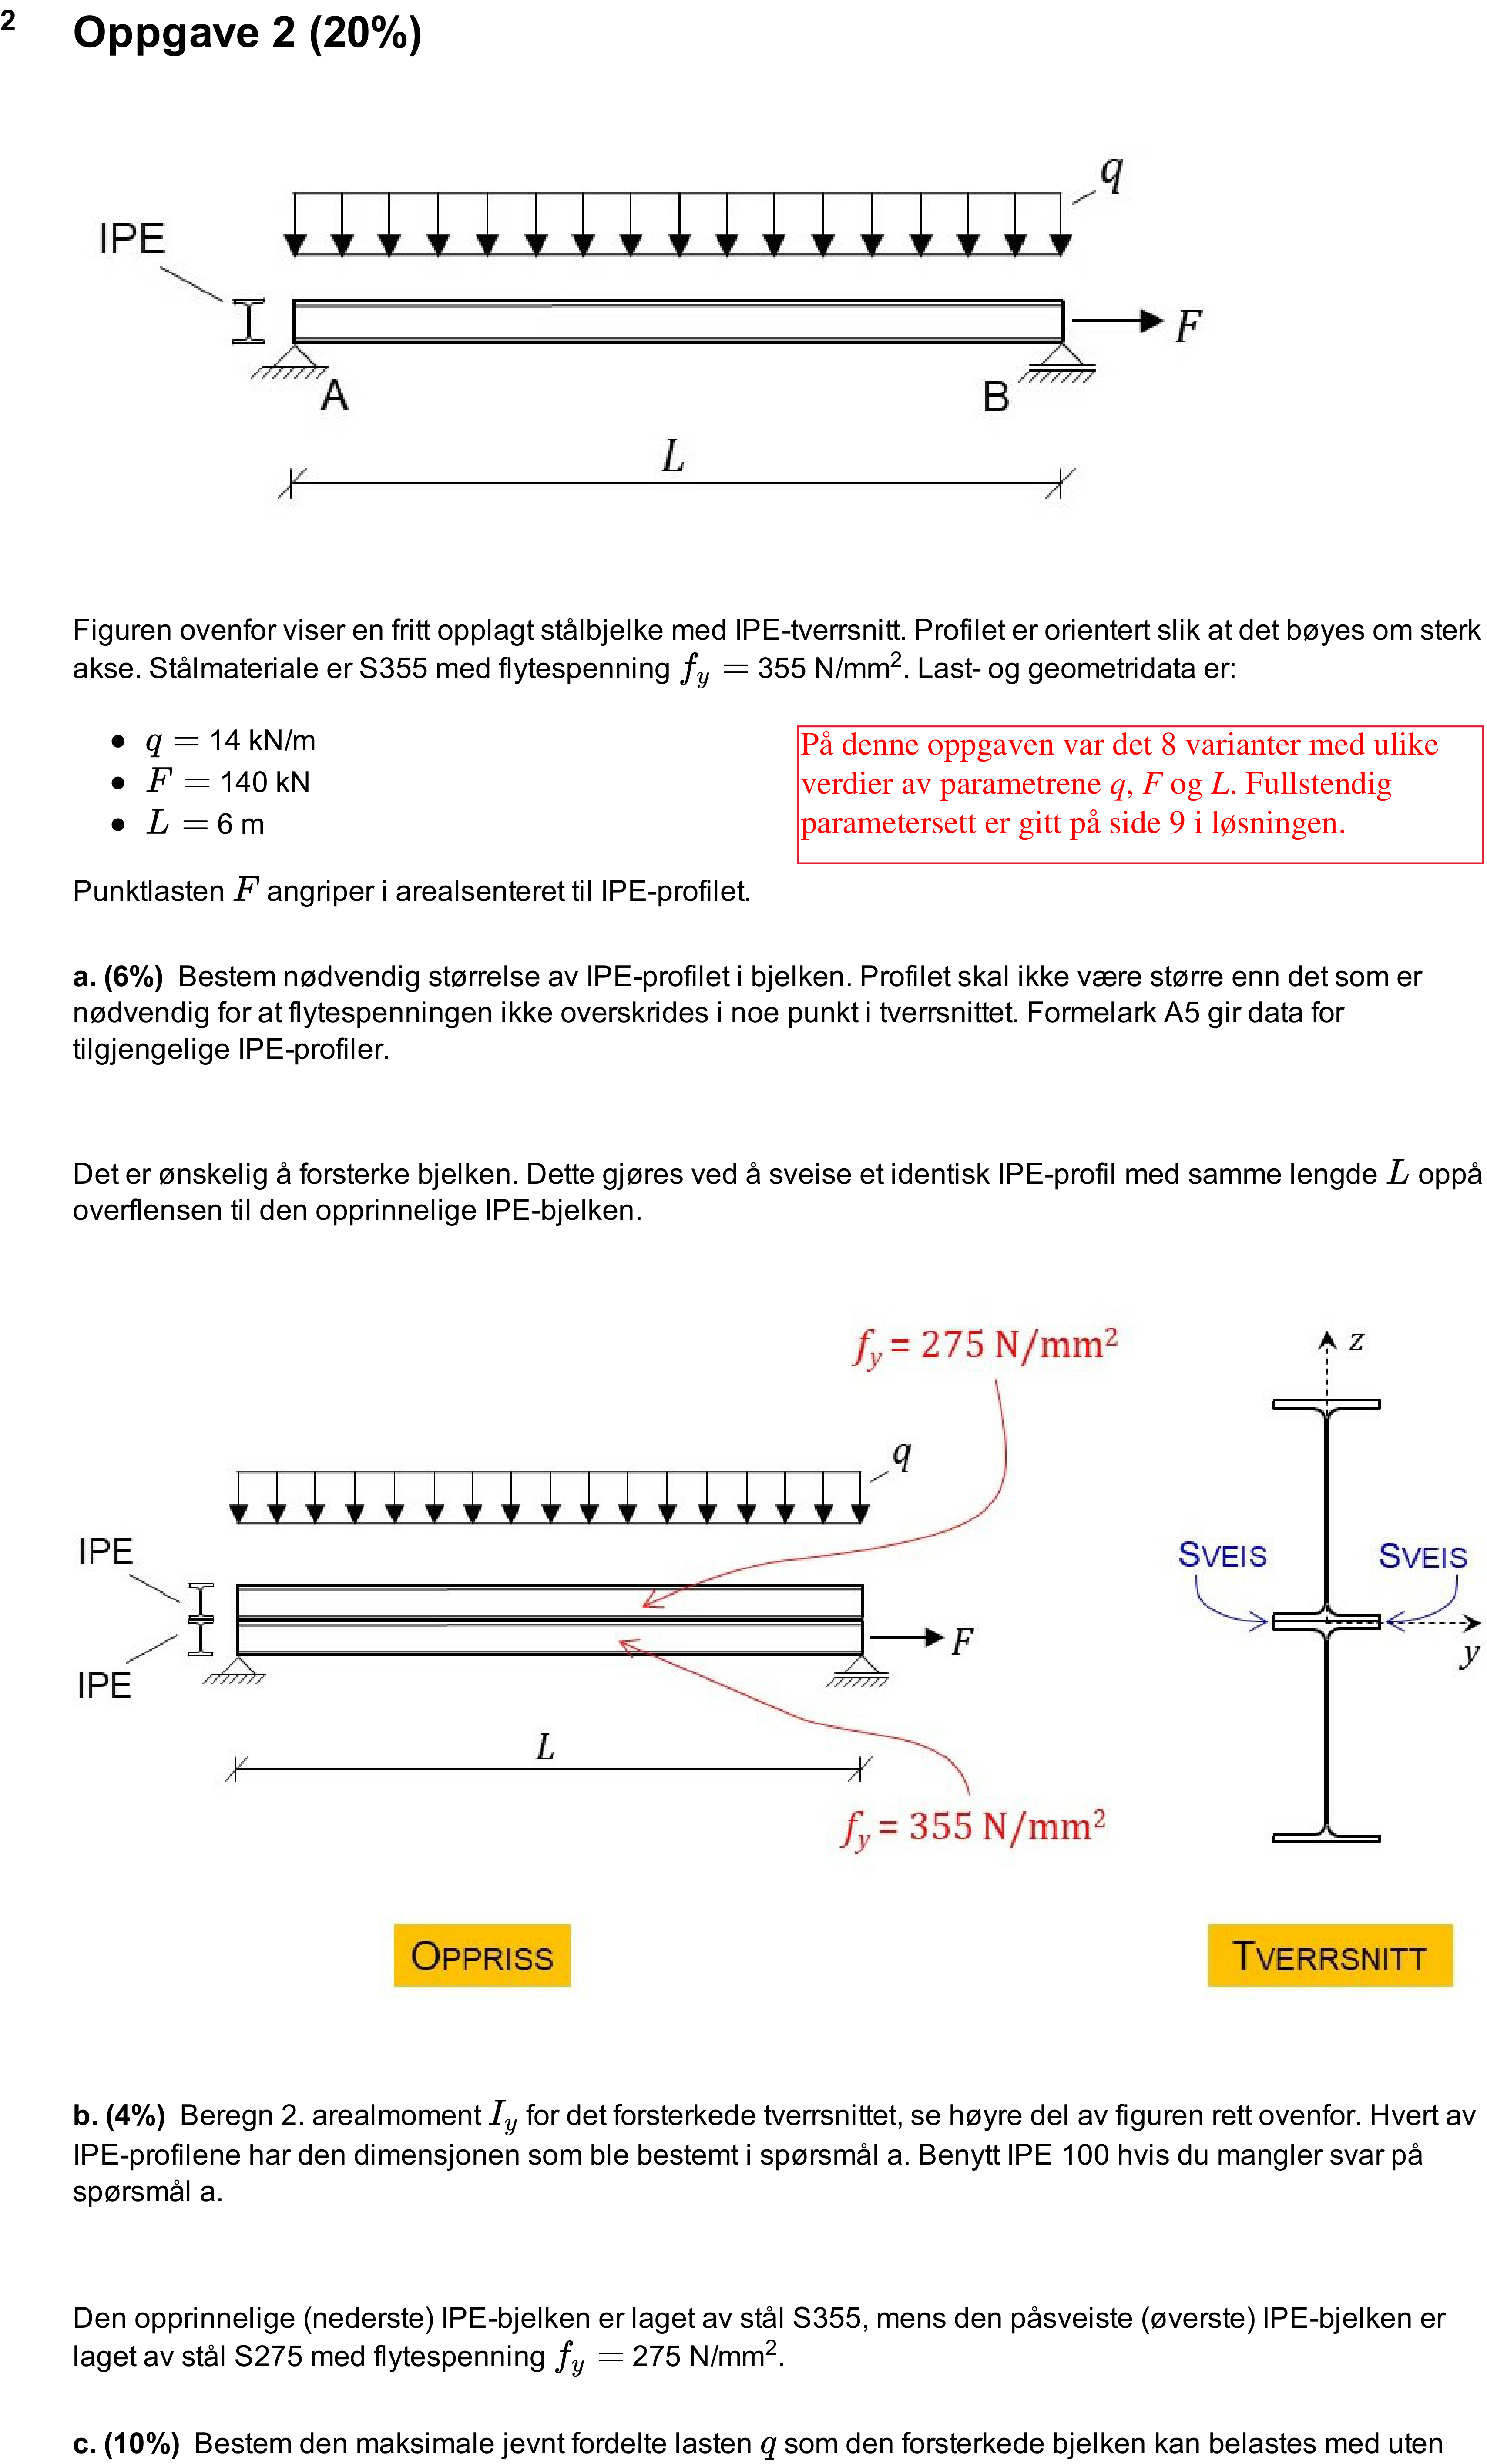 2
Oppgave 2 (20%)
q
IPE
F
A
B
L
Figuren ovenfor viser en fritt opplagt stålbjelke med IPE-tverrsnitt. Profilet er orientert slik at det bøyes om sterk
akse. Stålmateriale er S355 med flytespenning f_y = 355 N/mm². Last- og geometridata er:
• q = 14 kN/m
• F = 140 kN
• L = 6 m
På denne oppgaven var det 8 varianter med ulike
verdier av parametrene q, F og L. Fullstendig
parametersett er gitt på side 9 i løsningen.
Punktlasten F angriper i arealsenteret til IPE-profilet.
a. (6%) Bestem nødvendig størrelse av IPE-profilet i bjelken. Profilet skal ikke være større enn det som er
nødvendig for at flytespenningen ikke overskrides i noe punkt i tverrsnittet. Formelark A5 gir data for
tilgjengelige IPE-profiler.
Det er ønskelig å forsterke bjelken. Dette gjøres ved å sveise et identisk IPE-profil med samme lengde L oppå
overflensen til den opprinnelige IPE-bjelken.
f_y = 275 N/mm²
z
q
IPE
SVEIS
SVEIS
F
y
IPE
L
f_y = 355 N/mm²
OPPRISS
TVERRSNITT
b. (4%) Beregn 2. arealmoment I_y for det forsterkede tverrsnittet, se høyre del av figuren rett ovenfor. Hvert av
IPE-profilene har den dimensjonen som ble bestemt i spørsmål a. Benytt IPE 100 hvis du mangler svar på
spørsmål a.
Den opprinnelige (nederste) IPE-bjelken er laget av stål S355, mens den påsveiste (øverste) IPE-bjelken er
laget av stål S275 med flytespenning f_y = 275 N/mm².
c. (10%) Bestem den maksimale jevnt fordelte lasten q som den forsterkede bjelken kan belastes med uten